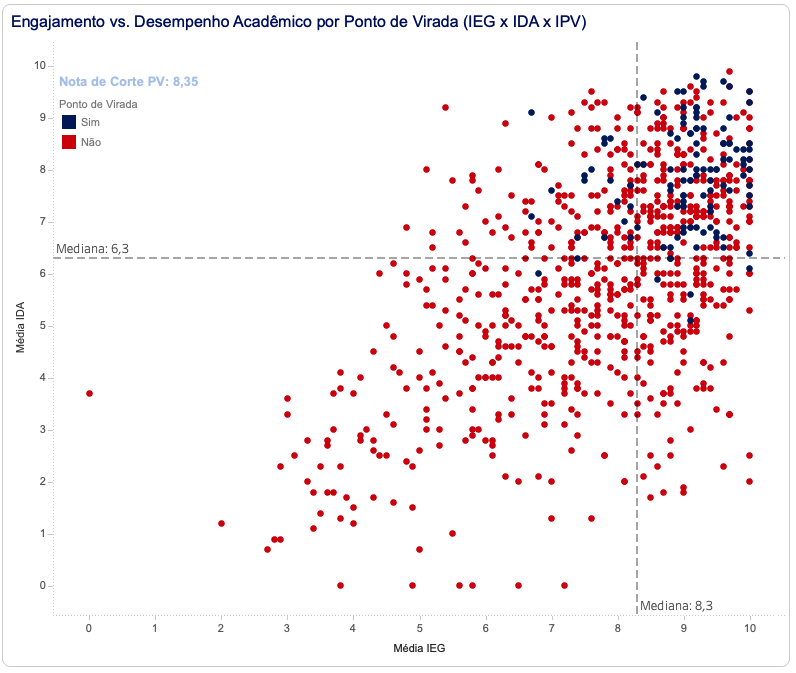 Engajamento vs. Desempenho Acadêmico por Ponto de Virada (IEG x IDA x IPV)
Nota de Corte PV: 8,35
Ponto de Virada
Sim
Não
10
9
8
7
Mediana: 6,3
6
5
4
3
2
1
0
Média IDA
Mediana: 8,3
0 1 2 3 4 5 6 7 8 9 10
Média IEG